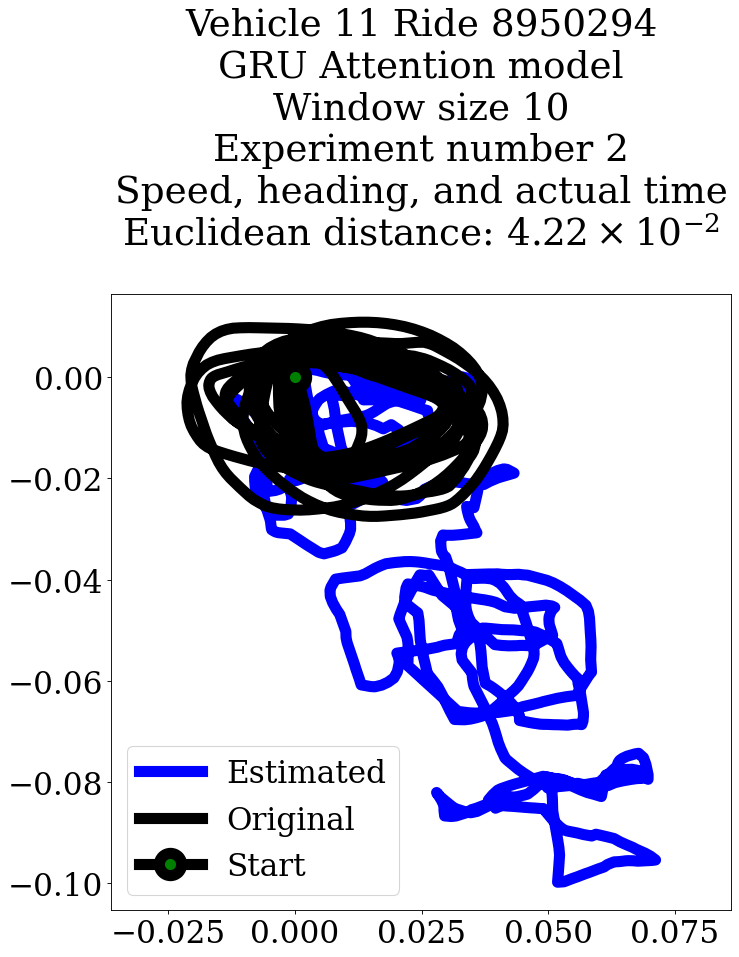 Vehicle 11 Ride 8950294
GRU Attention model
Window size 10
Experiment number 2
Speed, heading, and actual time
Euclidean distance: 4.22 × 10⁻²
0.00
−0.02
−0.04
−0.06
−0.08
−0.10
Estimated
Original
Start
−0.025 0.000 0.025 0.050 0.075